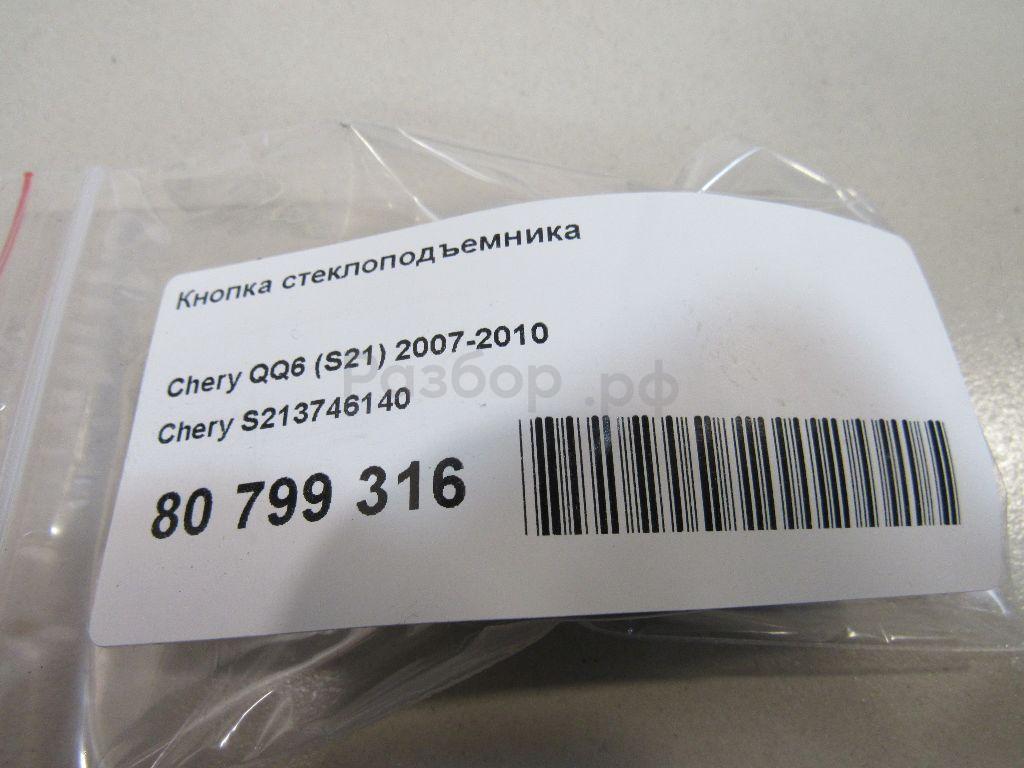 Кнопка стеклоподъемника
Chery QQ6 (S21) 2007-2010
Chery S213746140
80 799 316
Разбор.рф